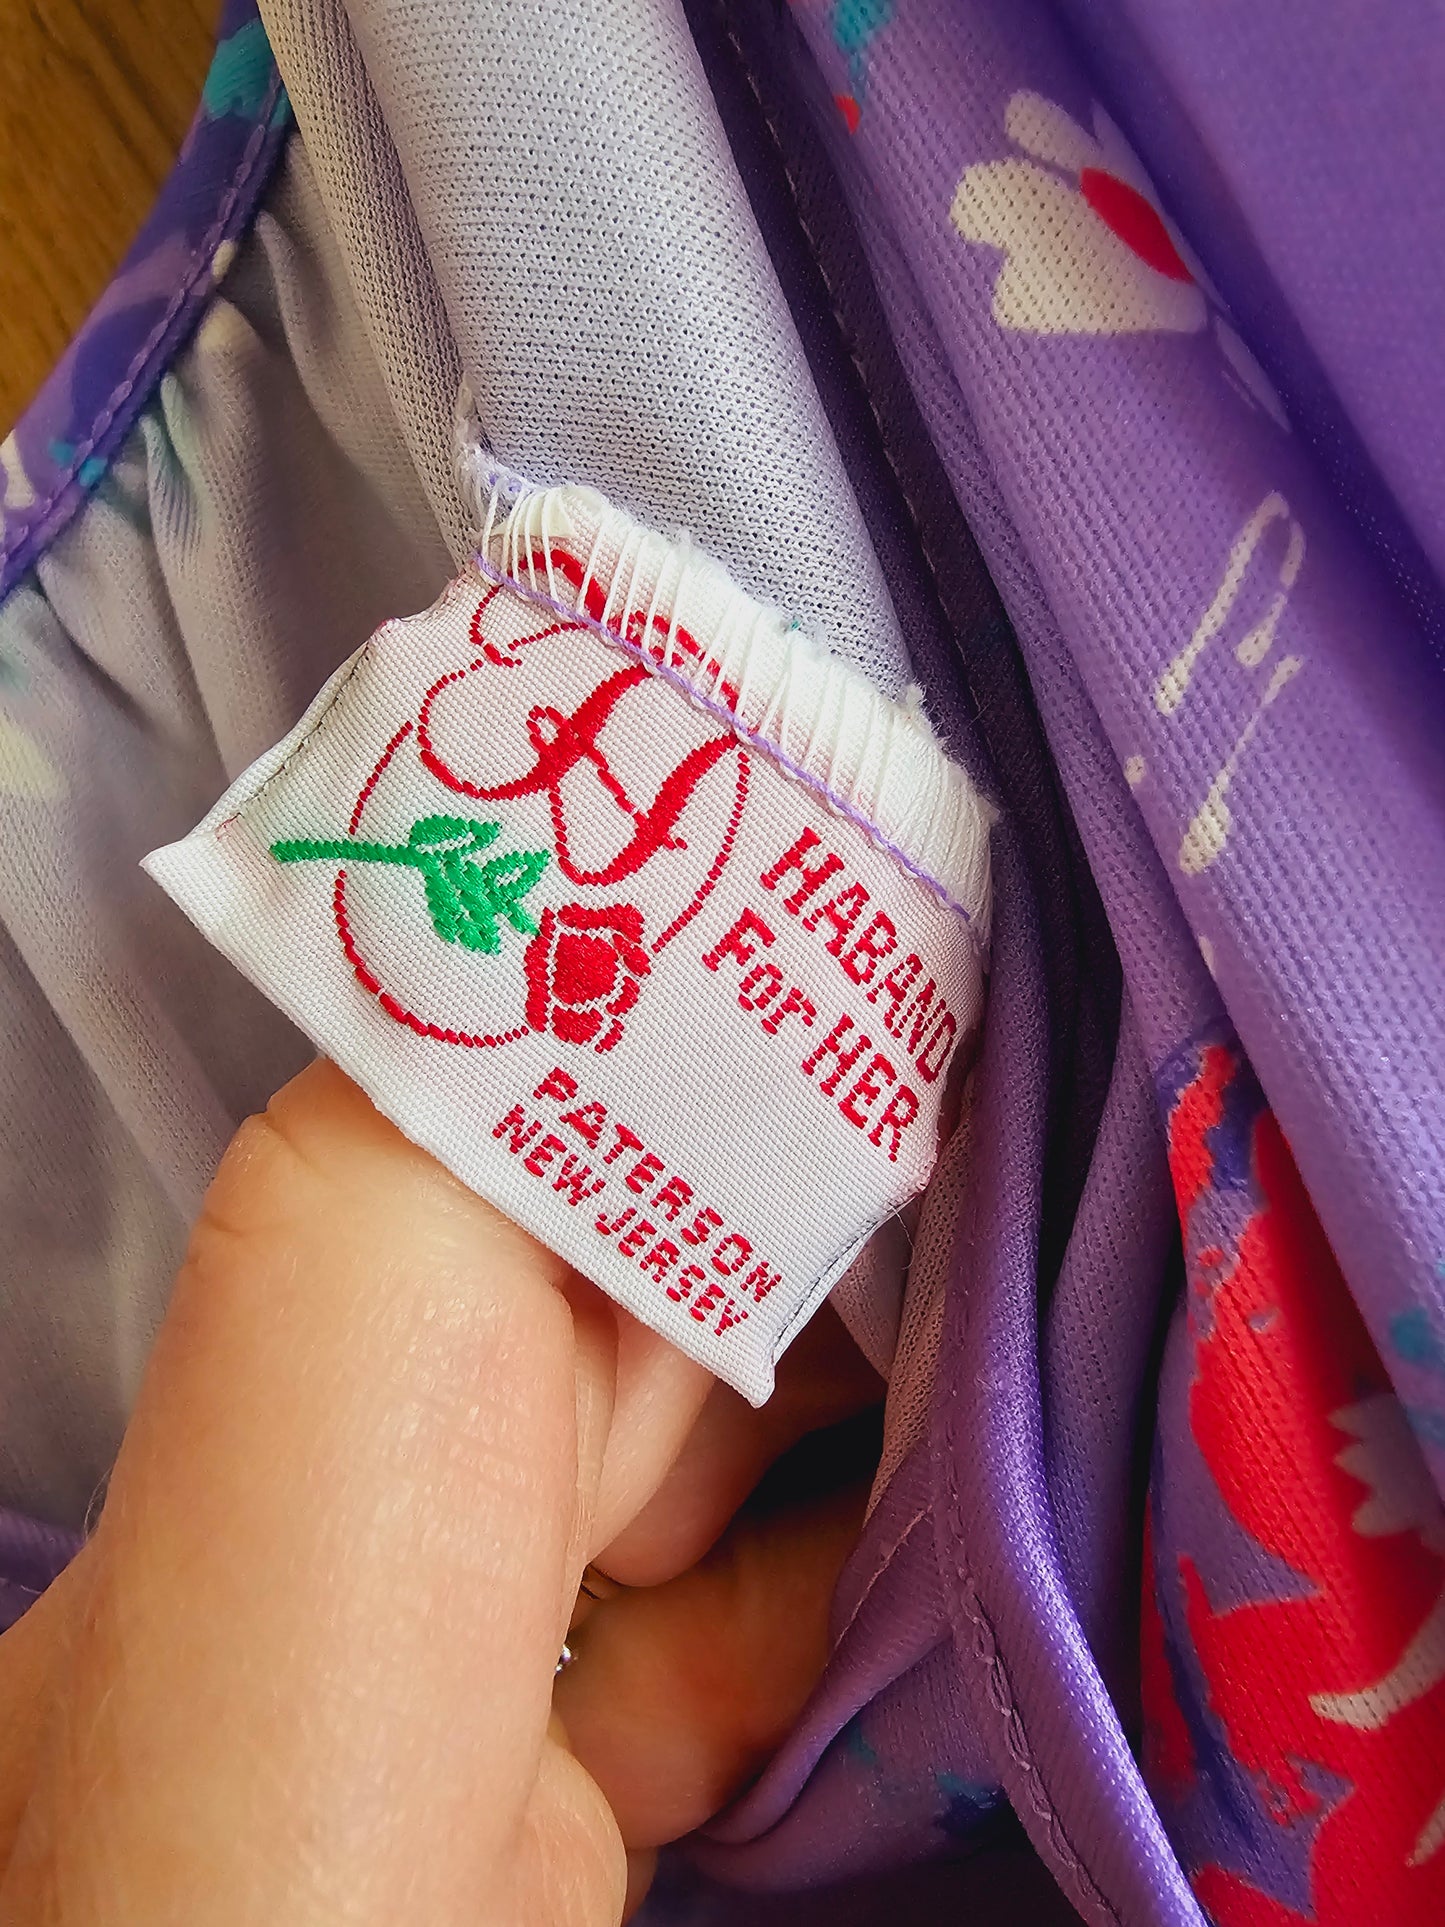 H
HABAND
For HER
PATERSON
NEW JERSEY